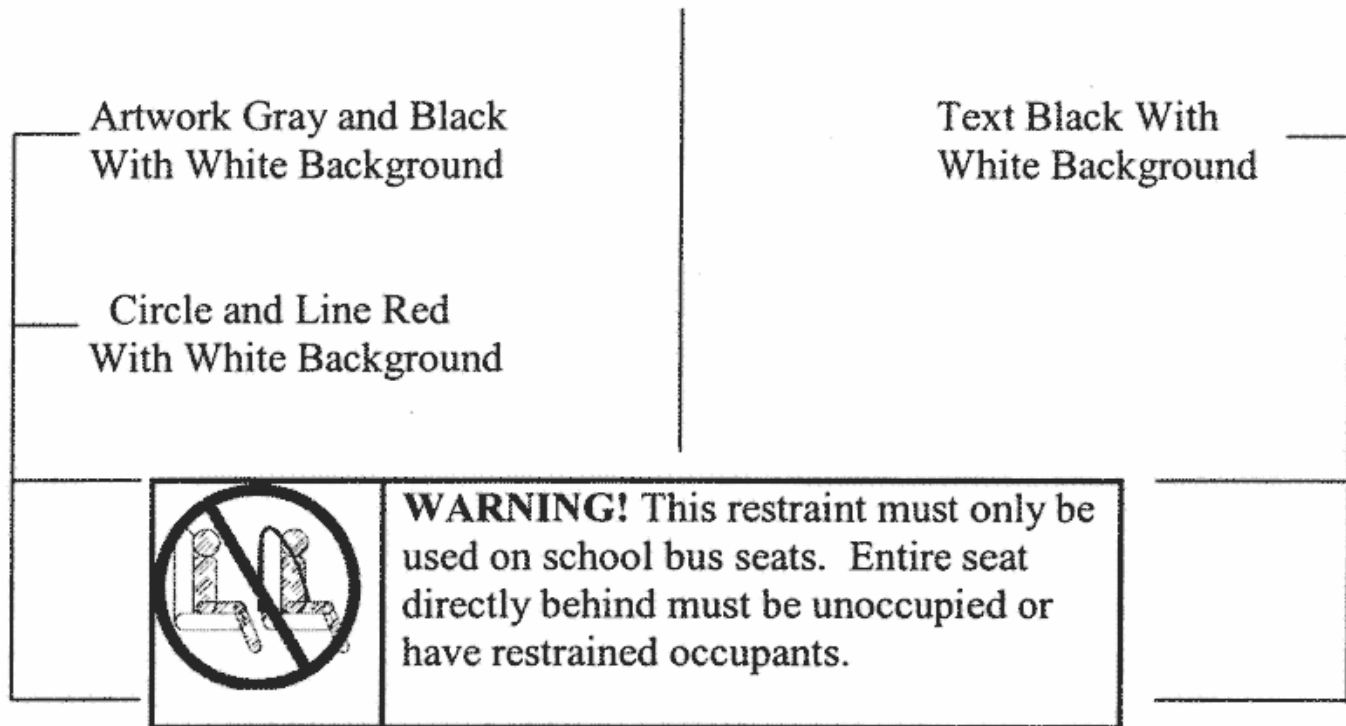 Artwork Gray and Black
With White Background
Text Black With
White Background
Circle and Line Red
With White Background
WARNING! This restraint must only be
used on school bus seats. Entire seat
directly behind must be unoccupied or
have restrained occupants.